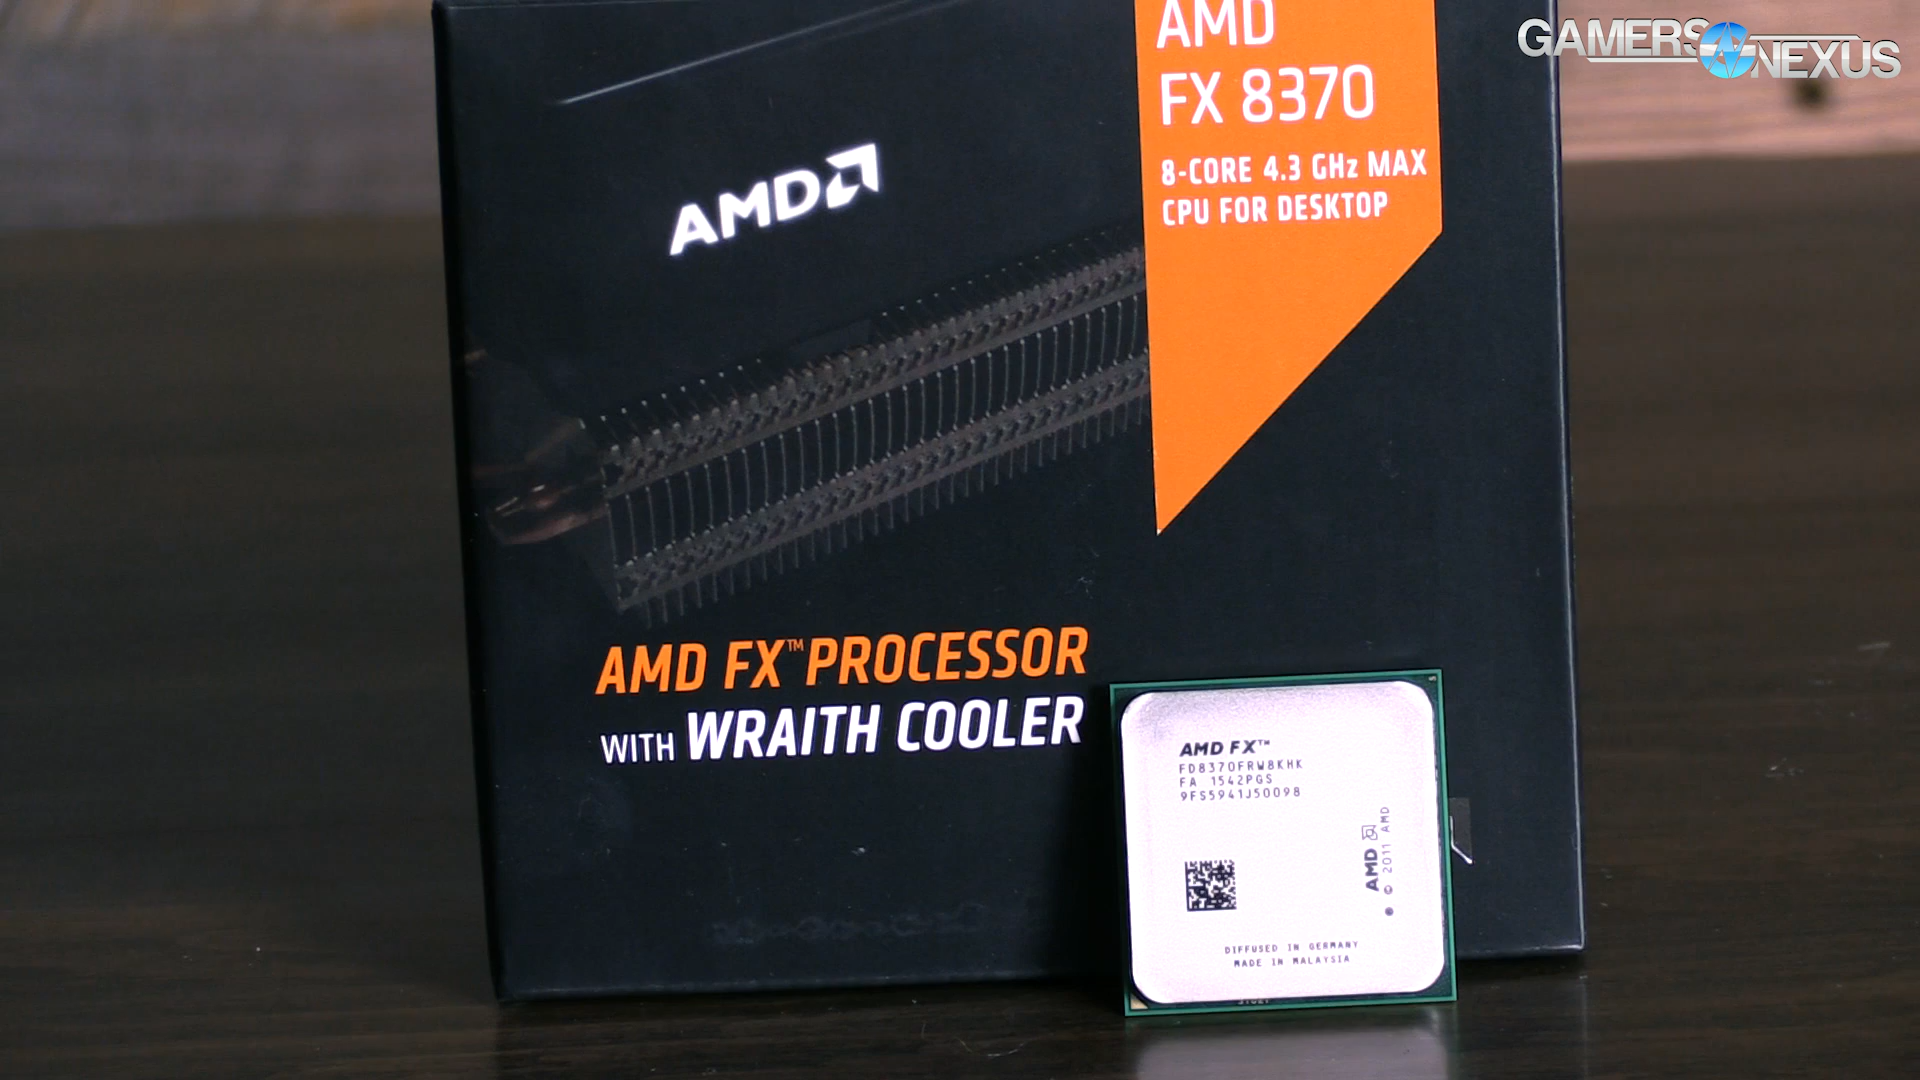 GAMERS NEXUS
AMD
FX 8370
8-CORE 4.3 GHz MAX
CPU FOR DESKTOP
AMD
AMD FX™ PROCESSOR
WITH WRAITH COOLER
AMD FX™
FD8370FRW8KHK
FA 1542PGS
9FS5941J50098
AMD
© 2011 AMD
DIFFUSED IN GERMANY
MADE IN MALAYSIA